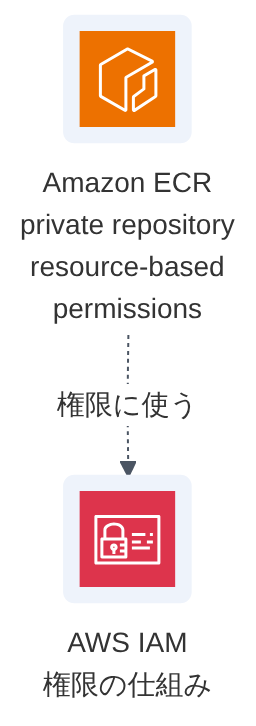 Amazon ECR
private repository
resource-based
permissions
権限に使う
AWS IAM
権限の仕組み